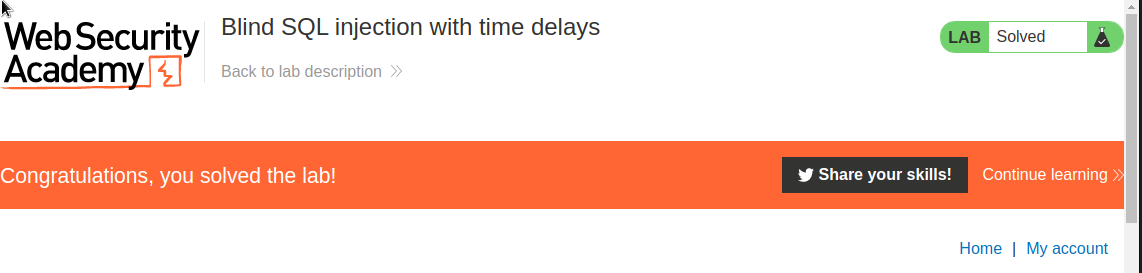 Web Security
Academy
Blind SQL injection with time delays
Back to lab description
LAB Solved
Congratulations, you solved the lab!
Share your skills!
Continue learning
Home | My account